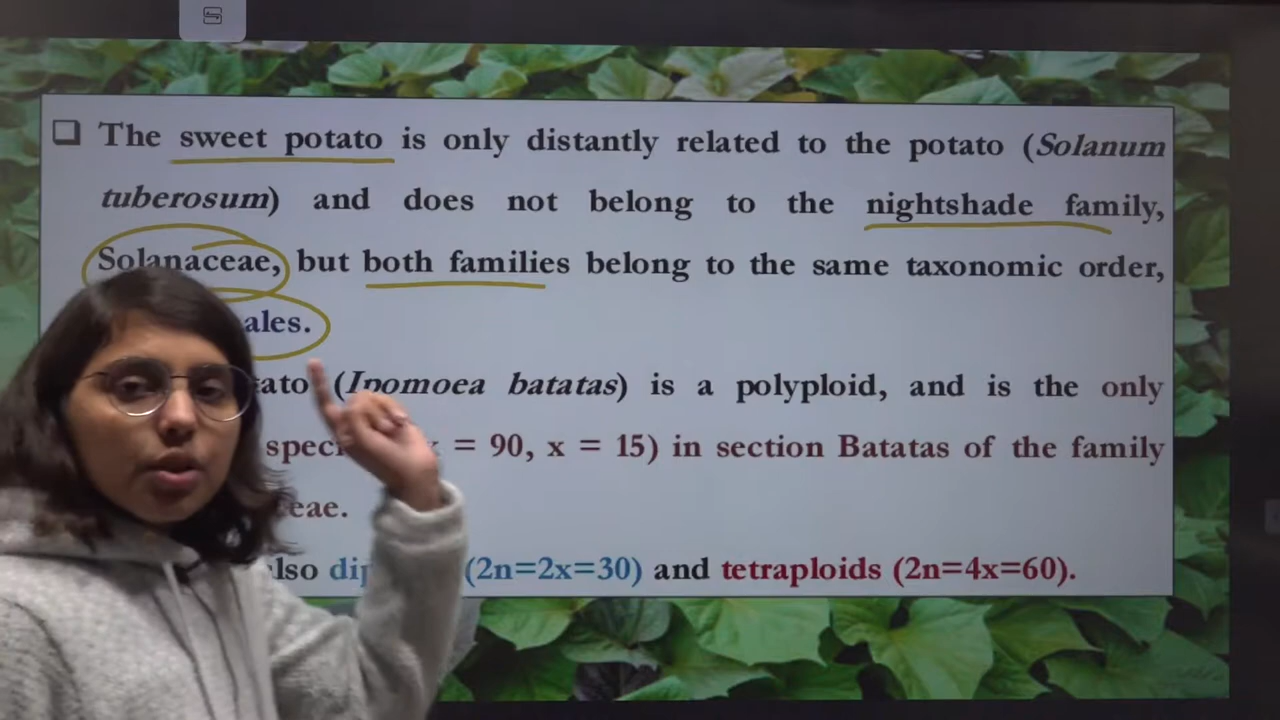 The sweet potato is only distantly related to the potato (Solanum
tuberosum) and does not belong to the nightshade family,
Solanaceae, but both families belong to the same taxonomic order,
ales.
ato (Ipomoea batatas) is a polyploid, and is the only
= 90, x = 15) in section Batatas of the family
eae.
(2n=2x=30) and tetraploids (2n=4x=60).